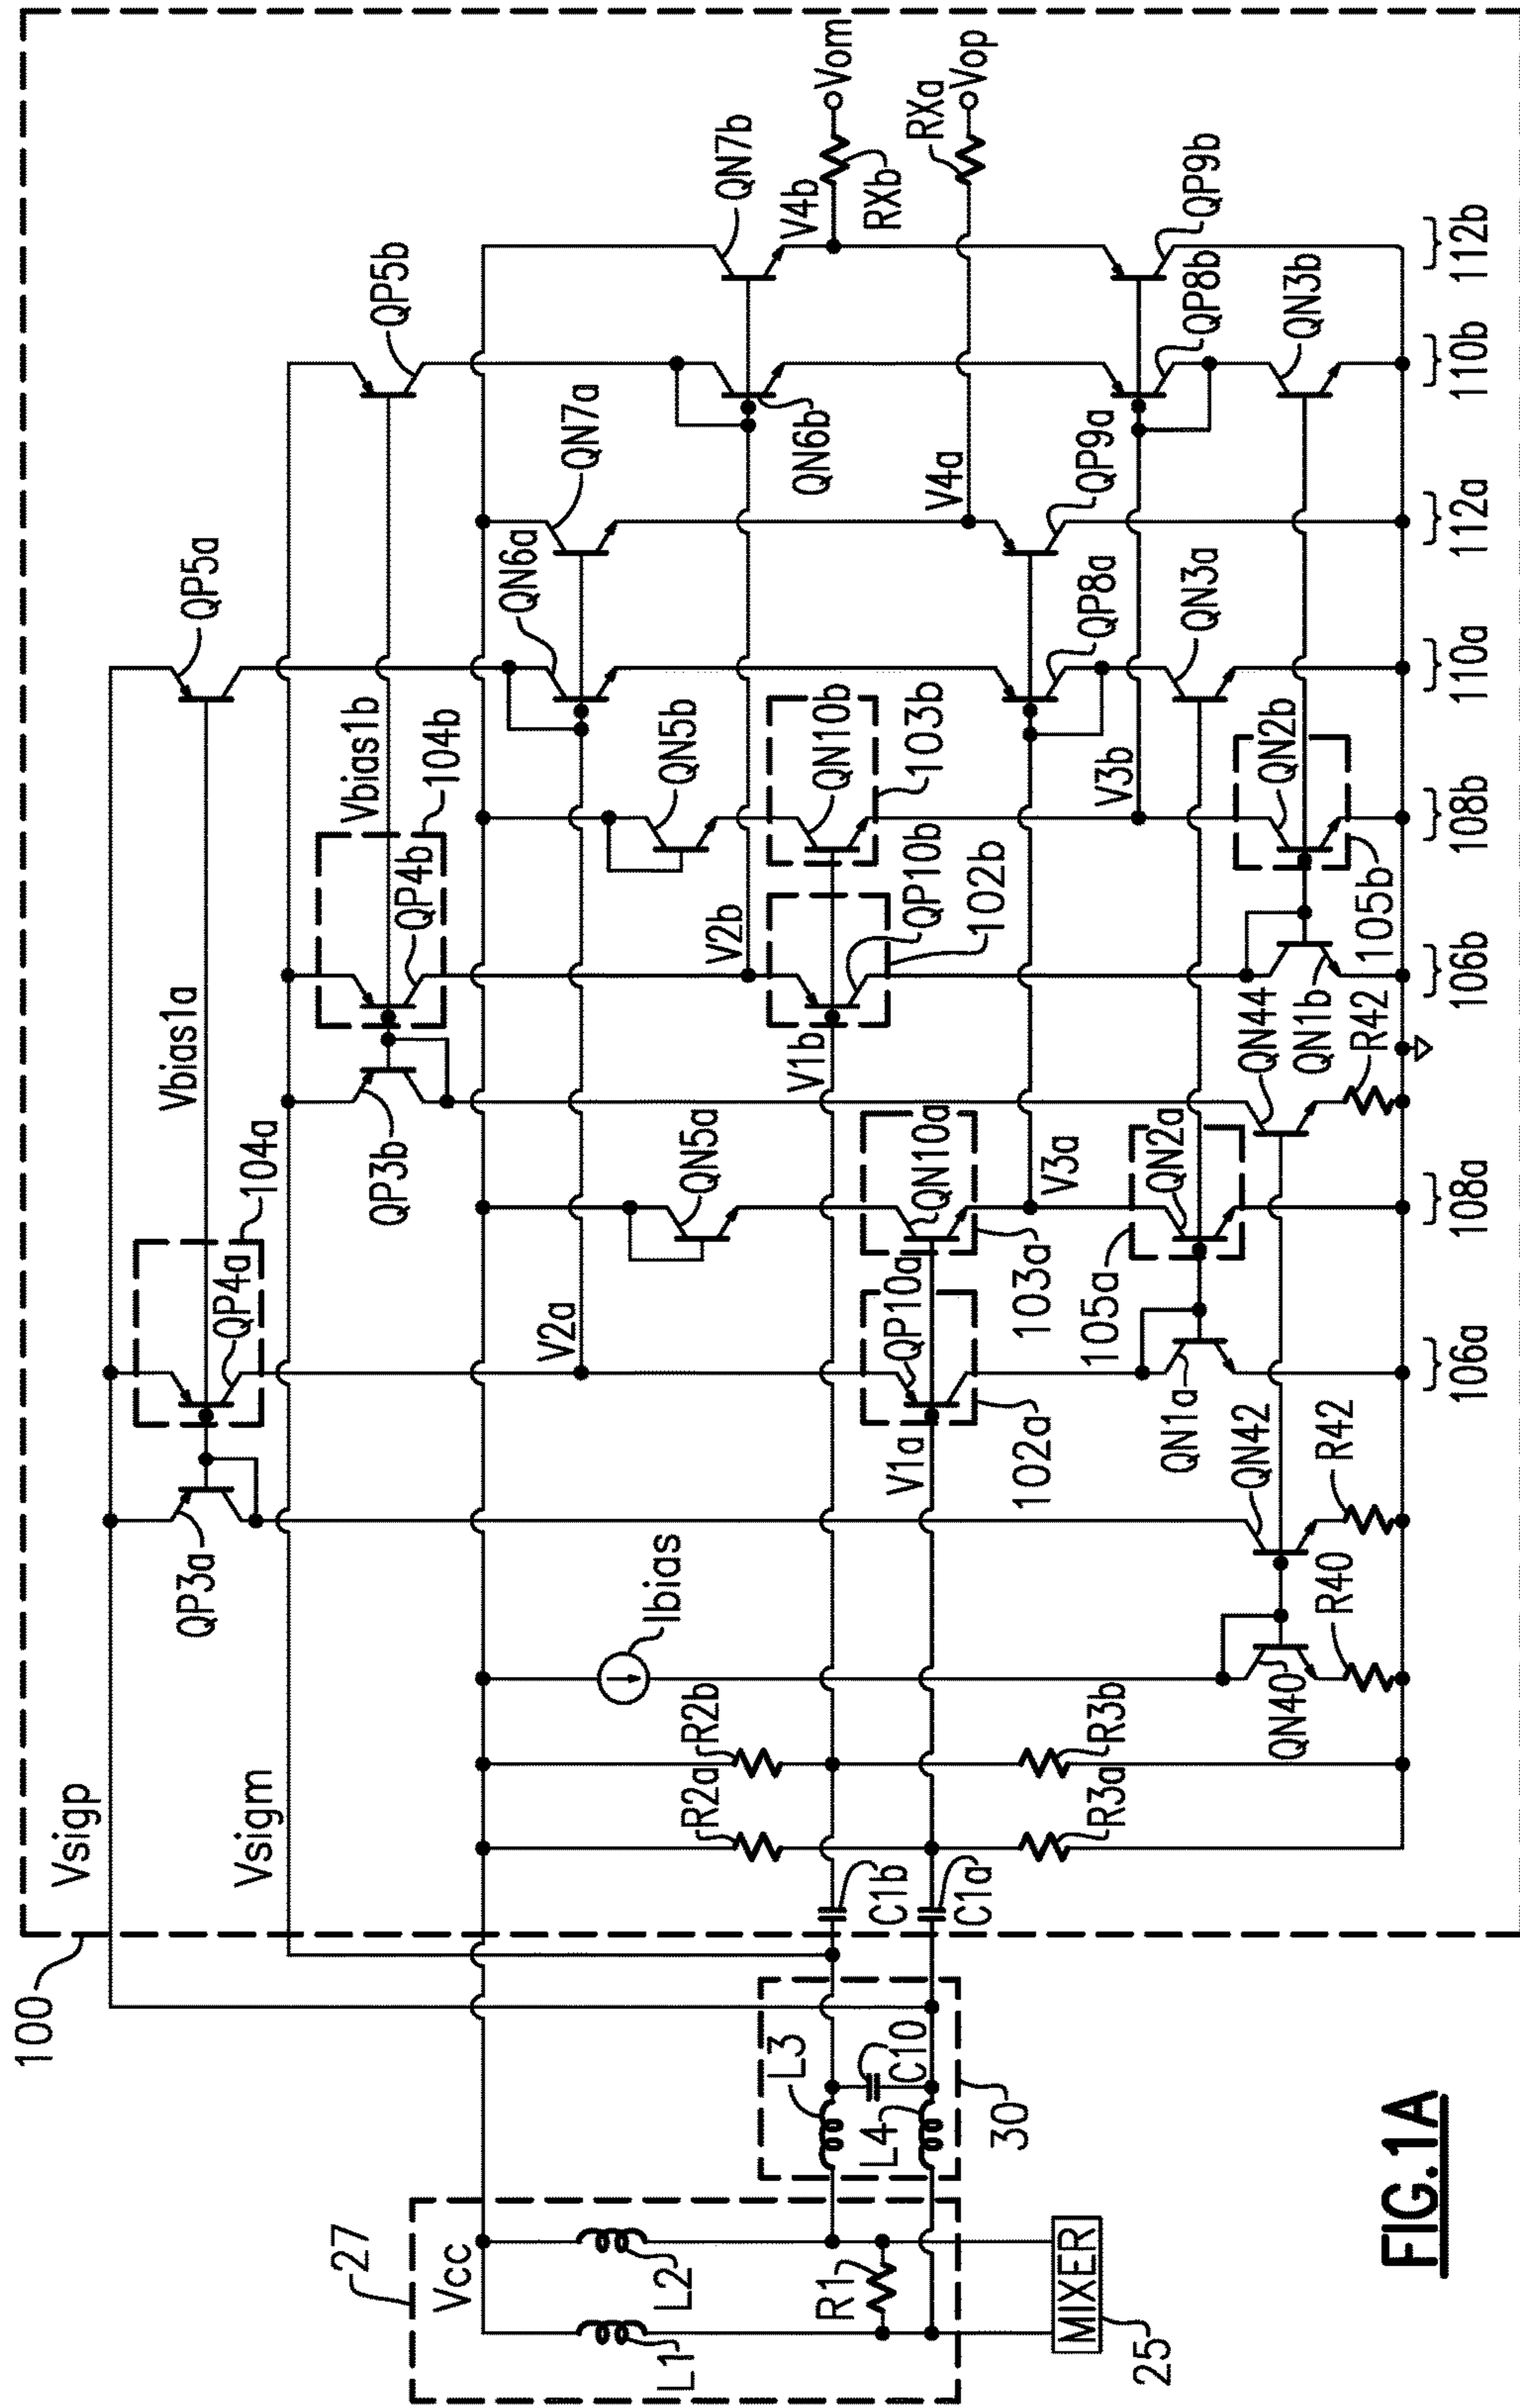 100
Vsigp
Vsigm
QP3a
Vbias1a
QP4a
104a
QP5a
QP3b
Vbias1b
QP4b
104b
QP5b
27
Vcc
L1
L2
R1
MIXER
25
30
L3
L4
C10
C1b
C1a
R2a
R2b
R3a
R3b
Ibias
QN40
R40
QN42
R42
V2a
V1a
QP10a
102a
QN1a
106a
QN5a
QN10a
103a
V3a
105a
QN2a
108a
QN44
R42
V2b
V1b
QP10b
102b
QN1b
106b
QN5b
QN10b
103b
V3b
QN2b
105b
108b
QN6a
QP8a
QN3a
110a
QN7a
V4a
QP9a
112a
QN6b
QP8b
QN3b
110b
QN7b
V4b
QP9b
112b
RXb
Vom
RXa
Vop
FIG.1A